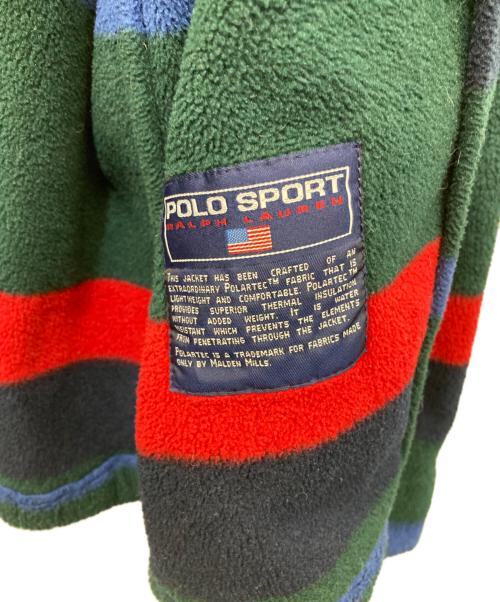 POLO SPORT
RALPH LAUREN
THIS JACKET HAS BEEN CRAFTED OF AN
EXTRAORDINARY POLARTEC™ FABRIC THAT IS
LIGHTWEIGHT AND COMFORTABLE. POLARTEC™
PROVIDES SUPERIOR THERMAL INSULATION
WITHOUT ADDED WEIGHT. IT IS WATER
RESISTANT WHICH PREVENTS THE ELEMENTS
FROM PENETRATING THROUGH THE JACKET.
POLARTEC IS A TRADEMARK FOR FABRICS MADE
ONLY BY MALDEN MILLS.